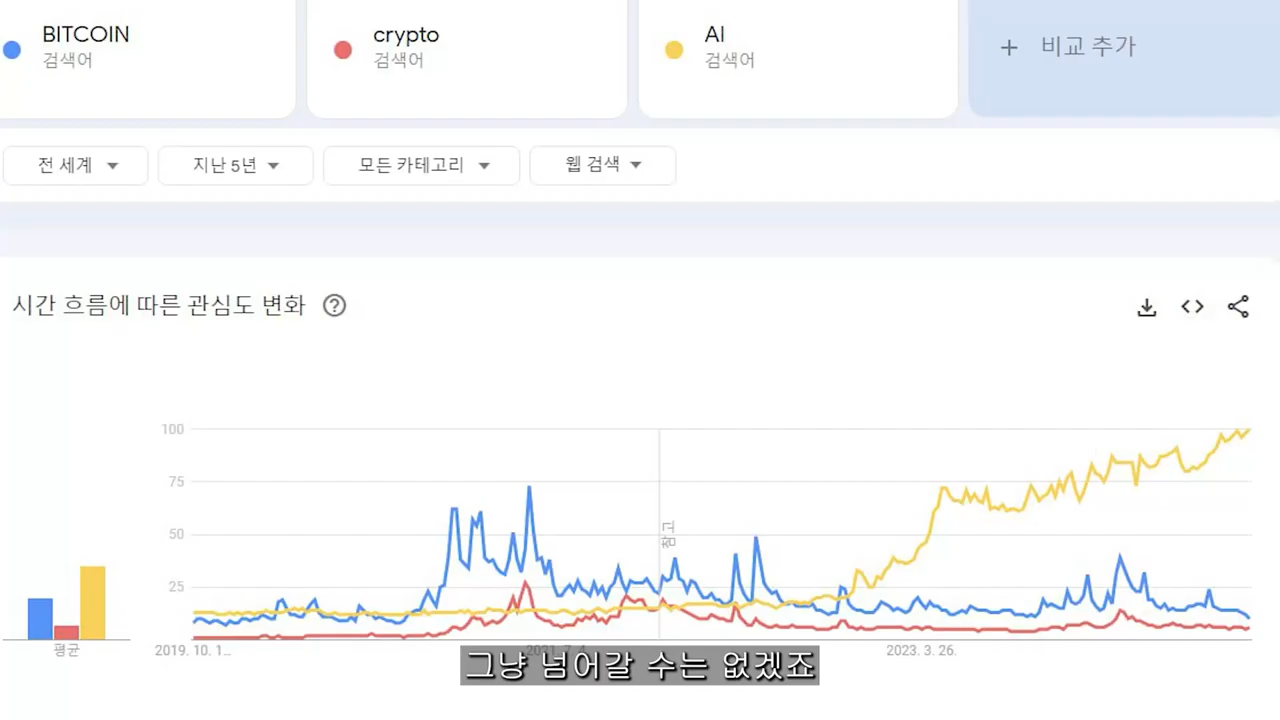 BITCOIN
검색어
crypto
검색어
AI
검색어
+ 비교 추가
전 세계
지난 5년
모든 카테고리
웹 검색
시간 흐름에 따른 관심도 변화
100
75
50
25
참고
평균
2019. 10. 1…
2023. 3. 26.
그냥 넘어갈 수는 없겠죠